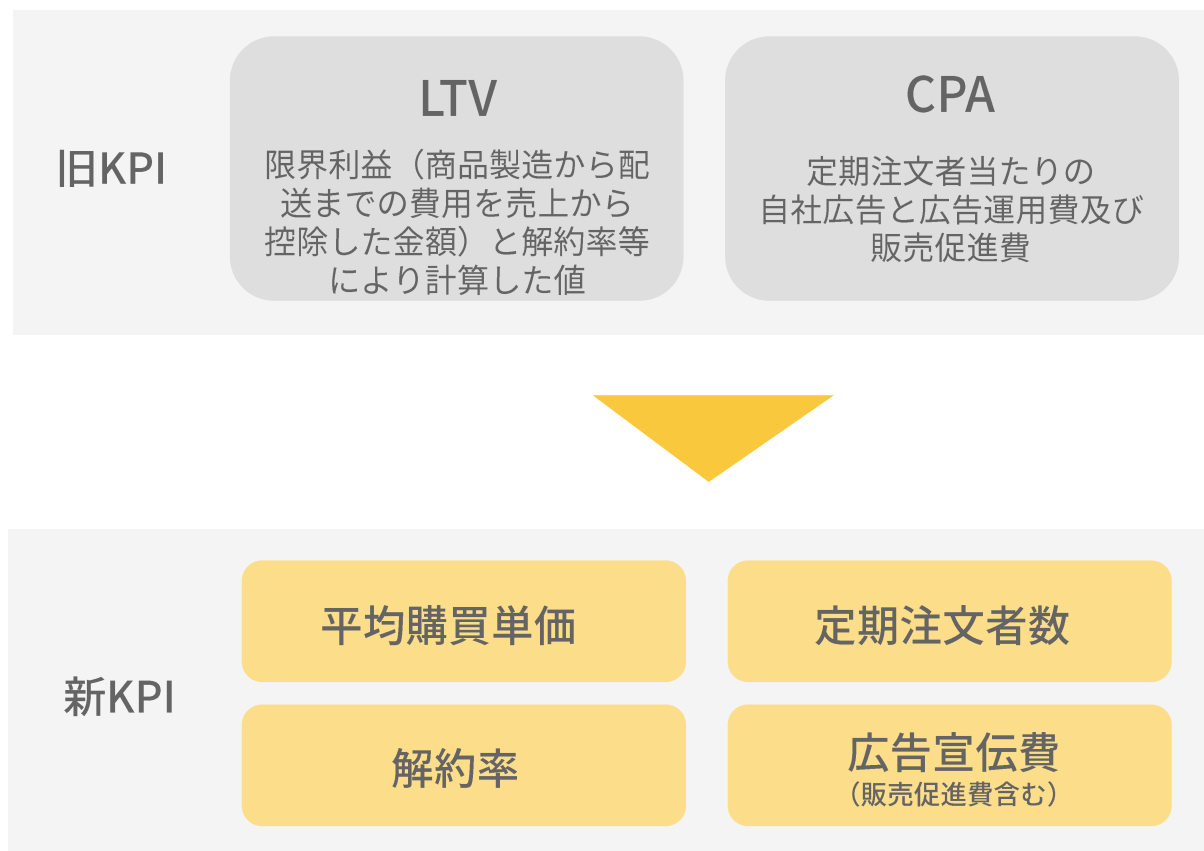 旧KPI
LTV
限界利益（商品製造から配
送までの費用を売上から
控除した金額）と解約率等
により計算した値
CPA
定期注文者当たりの
自社広告と広告運用費及び
販売促進費
新KPI
平均購買単価
定期注文者数
解約率
広告宣伝費
（販売促進費含む）